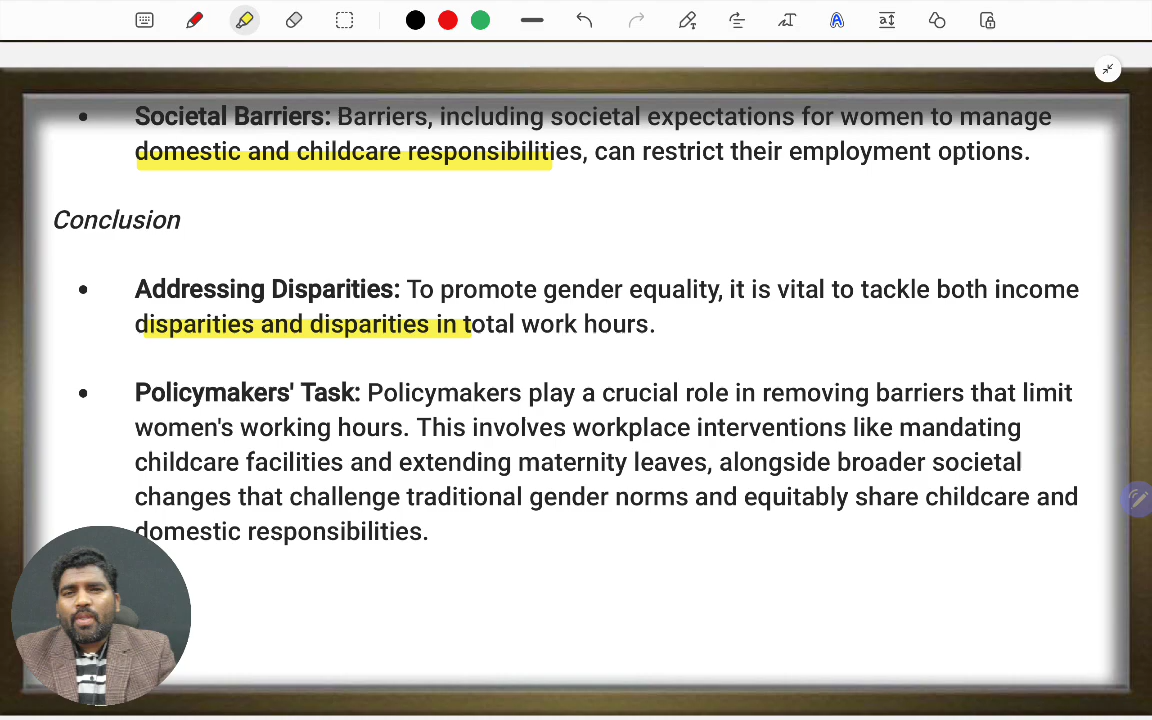 Societal Barriers: Barriers, including societal expectations for women to manage
domestic and childcare responsibilities, can restrict their employment options.
Conclusion
Addressing Disparities: To promote gender equality, it is vital to tackle both income
disparities and disparities in total work hours.
Policymakers' Task: Policymakers play a crucial role in removing barriers that limit
women's working hours. This involves workplace interventions like mandating
childcare facilities and extending maternity leaves, alongside broader societal
changes that challenge traditional gender norms and equitably share childcare and
domestic responsibilities.